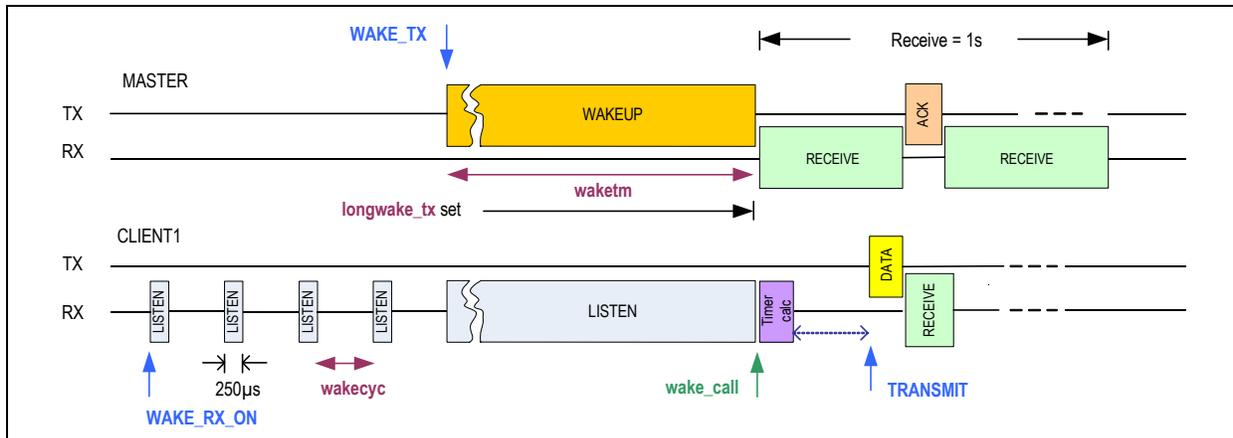 WAKE_TX
Receive = 1s
MASTER
TX
WAKEUP
ACK
RX
RECEIVE
RECEIVE
waketm
longwake_tx set
CLIENT1
TX
DATA
RX
LISTEN
LISTEN
LISTEN
LISTEN
LISTEN
Timer
calc
RECEIVE
250µs
wakecyc
wake_call
TRANSMIT
WAKE_RX_ON